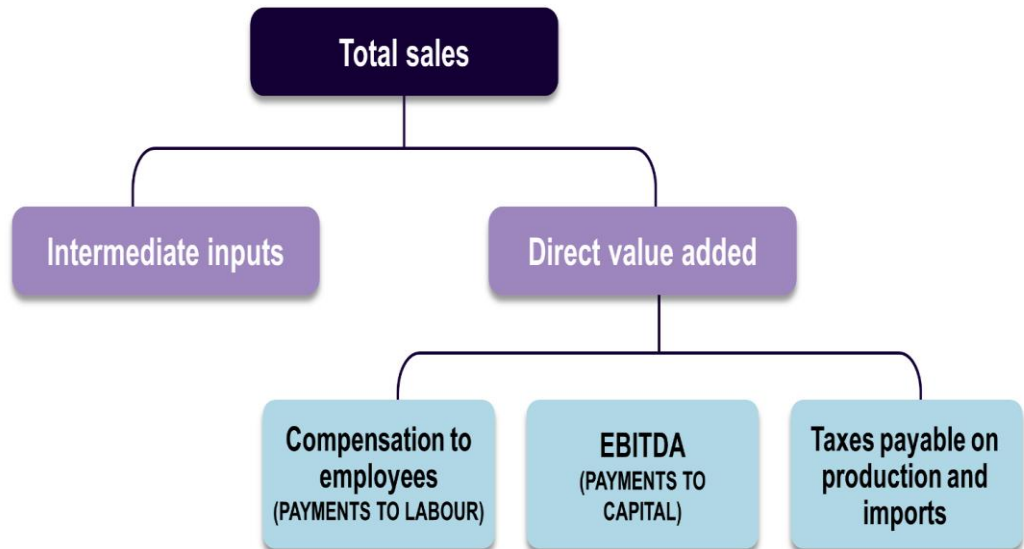 Total sales
Intermediate inputs
Direct value added
Compensation to
employees
(PAYMENTS TO LABOUR)
EBITDA
(PAYMENTS TO
CAPITAL)
Taxes payable on
production and
imports